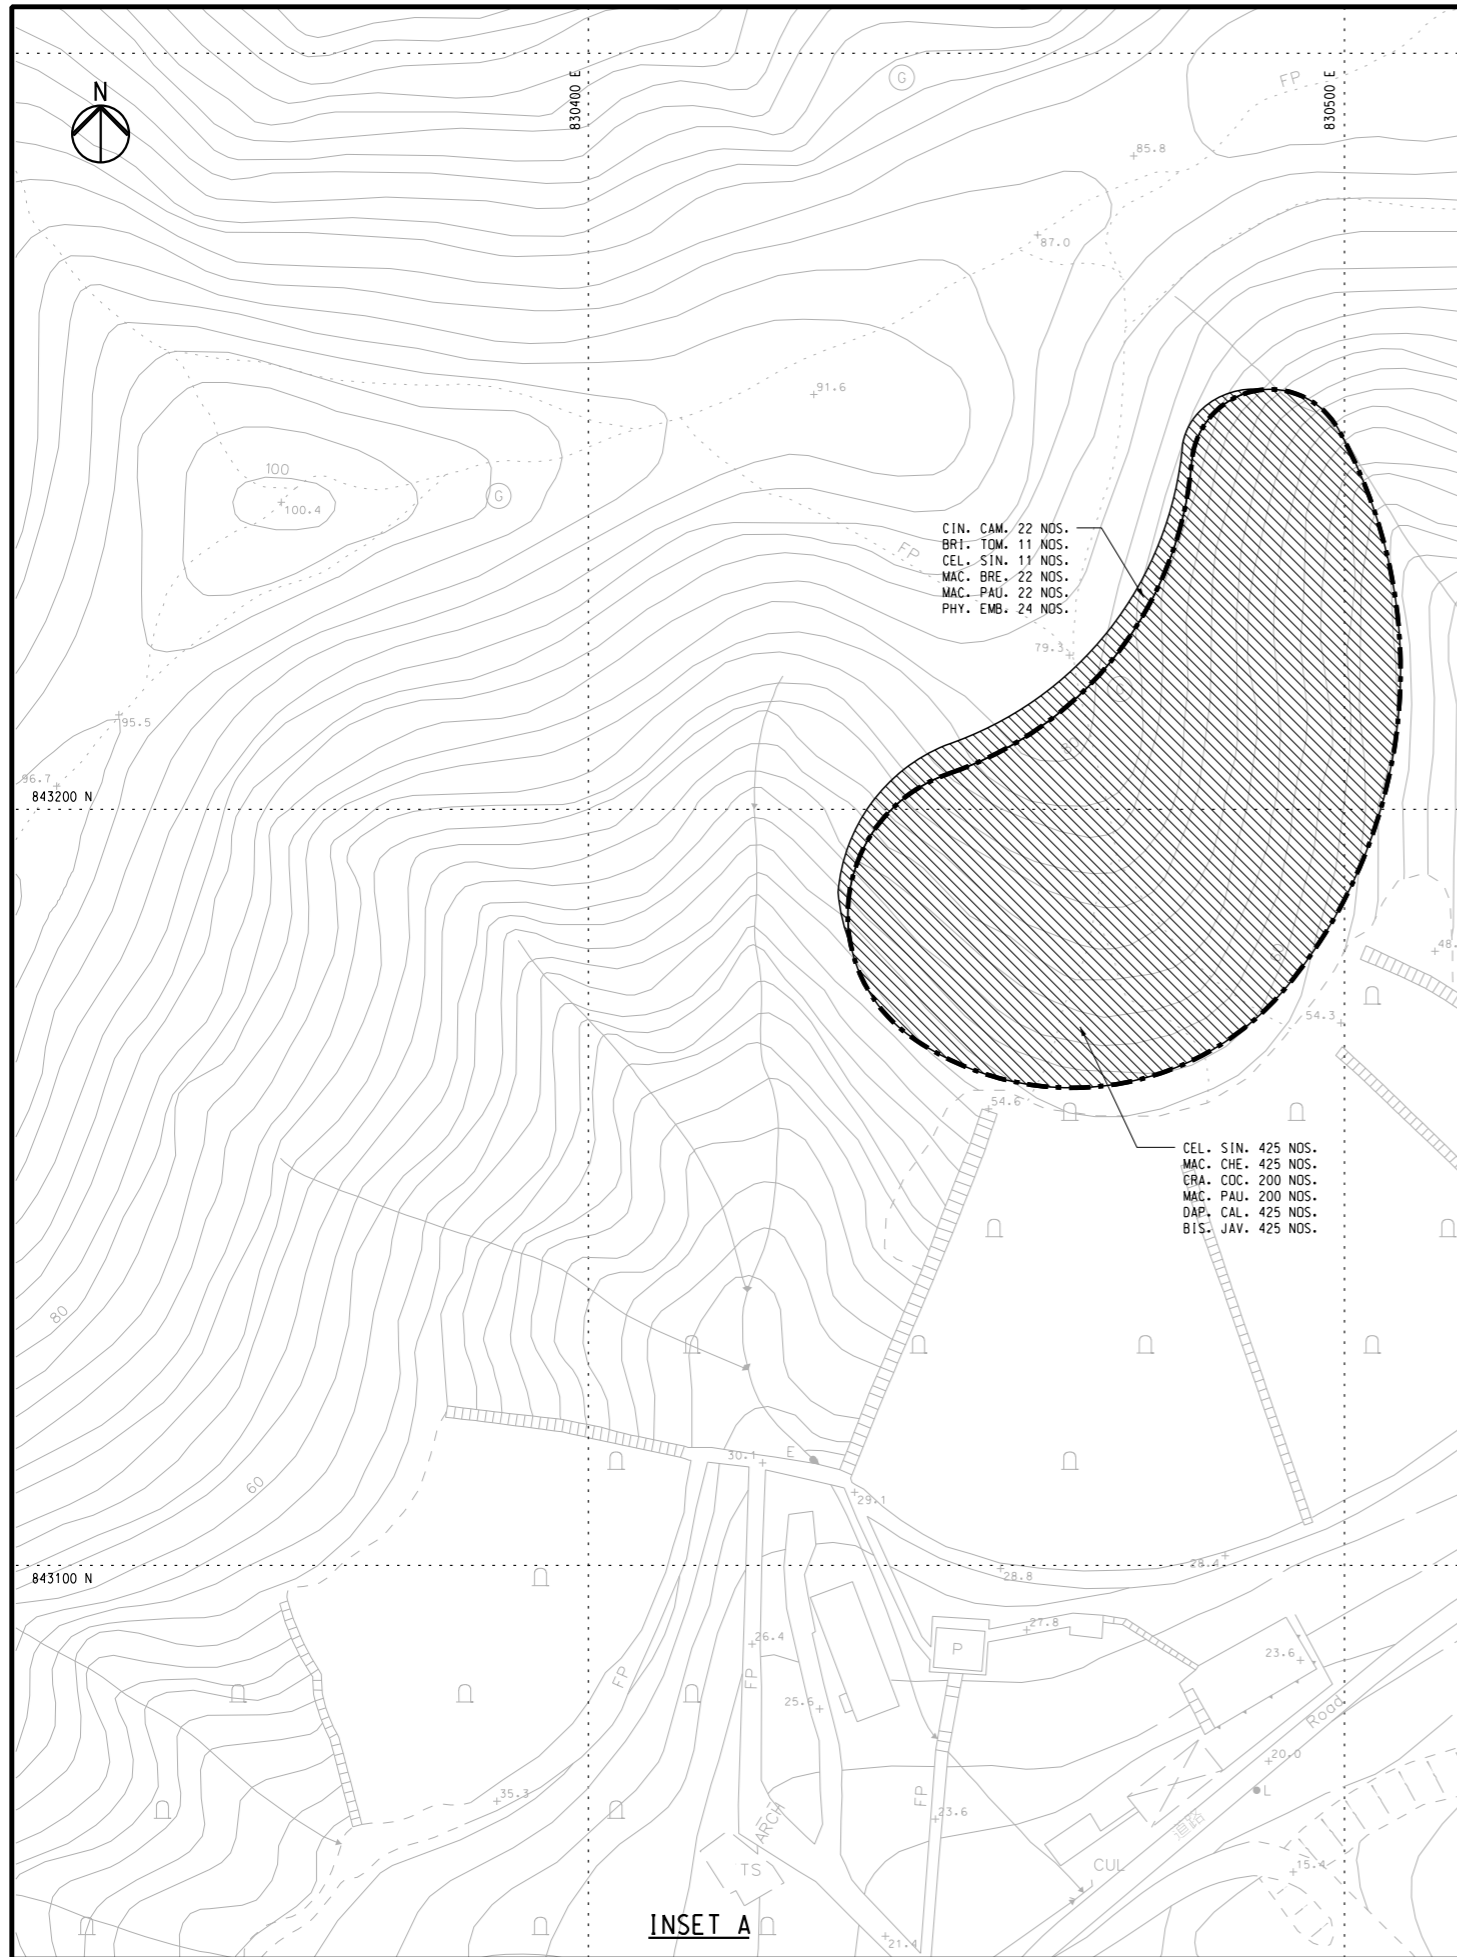 N
830400 E
830500 E
G
FP
85.8
87.0
91.6
100
100.4
G
FP
CIN. CAM. 22 NOS.
BRI. TOM. 11 NOS.
CEL. SIN. 11 NOS.
MAC. BRE. 22 NOS.
MAC. PAU. 22 NOS.
PHY. EMB. 24 NOS.
79.3
G
95.5
96.7
843200 N
48.
54.3
54.6
CEL. SIN. 425 NOS.
MAC. CHE. 425 NOS.
CRA. COC. 200 NOS.
MAC. PAU. 200 NOS.
DAP. CAL. 425 NOS.
BIS. JAV. 425 NOS.
80
30.1
E
60
29.1
843100 N
28.8
28.4
27.8
26.4
P
23.6
FP
FP
25.6
Road
20.0
L
35.3
FP
23.6
道路
ARCH
TS
CUL
15.4
INSET A
21.4